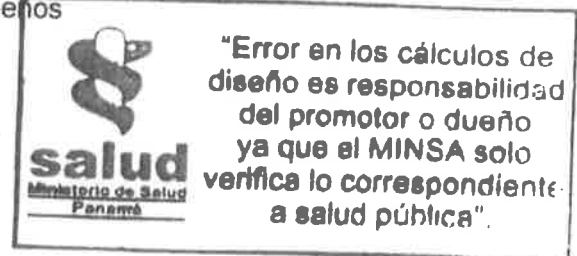 eños
"Error en los cálculos de
diseño es responsabilidad
del promotor o dueño
ya que el MINSA solo
verifica lo correspondiente
a salud pública".
salud
Ministerio de Salud
Panamá